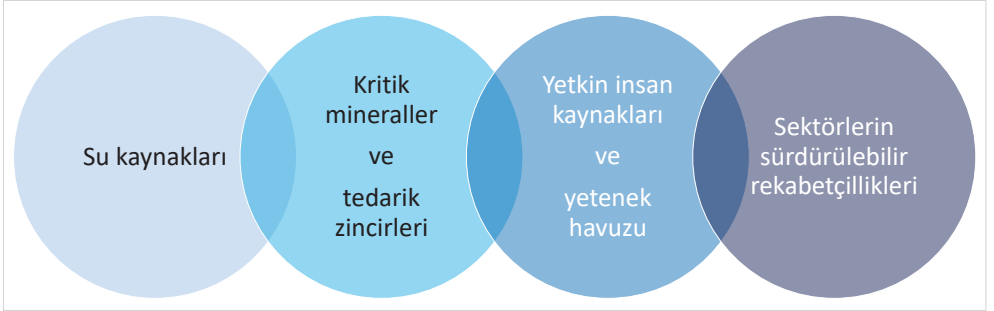 Su kaynakları
Kritik
mineraller
ve
tedarik
zincirleri
Yetkin insan
kaynakları
ve
yetenek
havuzu
Sektörlerin
sürdürülebilir
rekabetçillikleri